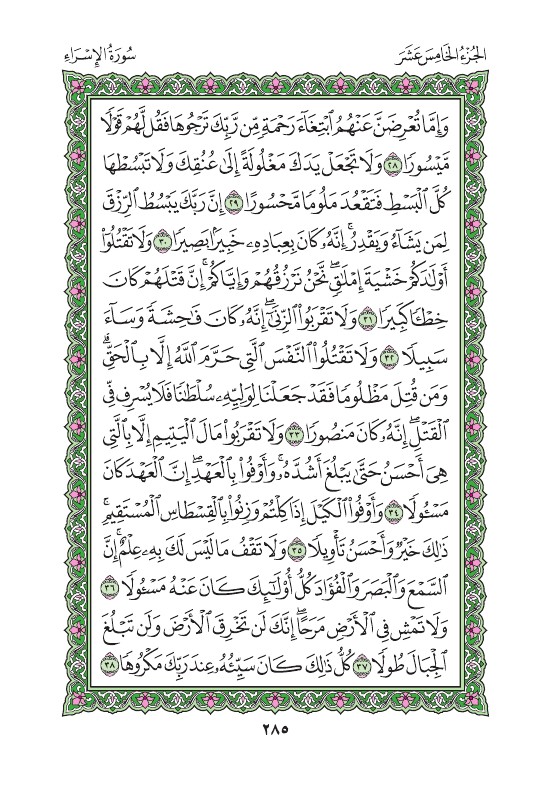 الجُزْءُ الخَامِسَ عَشَرَ
سُورَةُ الإِسْرَاءِ
وَإِمَّا تُعْرِضَنَّ عَنْهُمُ ٱبْتِغَآءَ رَحْمَةٖ مِّن رَّبِّكَ تَرْجُوهَا فَقُل لَّهُمْ قَوْلٗا
مَّيْسُورٗا ٢٨ وَلَا تَجْعَلْ يَدَكَ مَغْلُولَةً إِلَىٰ عُنُقِكَ وَلَا تَبْسُطْهَا
كُلَّ ٱلْبَسْطِ فَتَقْعُدَ مَلُومٗا مَّحْسُورًا ٢٩ إِنَّ رَبَّكَ يَبْسُطُ ٱلرِّزْقَ
لِمَن يَشَآءُ وَيَقْدِرُۚ إِنَّهُۥ كَانَ بِعِبَادِهِۦ خَبِيرَۢا بَصِيرٗا ٣٠ وَلَا تَقْتُلُوٓا۟
أَوْلَٰدَكُمْ خَشْيَةَ إِمْلَٰقٖۖ نَّحْنُ نَرْزُقُهُمْ وَإِيَّاكُمْۚ إِنَّ قَتْلَهُمْ كَانَ
خِطْـٔٗا كَبِيرٗا ٣١ وَلَا تَقْرَبُوا۟ ٱلزِّنَىٰٓۖ إِنَّهُۥ كَانَ فَٰحِشَةٗ وَسَآءَ
سَبِيلٗا ٣٢ وَلَا تَقْتُلُوا۟ ٱلنَّفْسَ ٱلَّتِي حَرَّمَ ٱللَّهُ إِلَّا بِٱلْحَقِّۗ
وَمَن قُتِلَ مَظْلُومٗا فَقَدْ جَعَلْنَا لِوَلِيِّهِۦ سُلْطَٰنٗا فَلَا يُسْرِف فِّي
ٱلْقَتْلِۖ إِنَّهُۥ كَانَ مَنصُورٗا ٣٣ وَلَا تَقْرَبُوا۟ مَالَ ٱلْيَتِيمِ إِلَّا بِٱلَّتِي
هِيَ أَحْسَنُ حَتَّىٰ يَبْلُغَ أَشُدَّهُۥۚ وَأَوْفُوا۟ بِٱلْعَهْدِۖ إِنَّ ٱلْعَهْدَ كَانَ
مَسْـُٔولٗا ٣٤ وَأَوْفُوا۟ ٱلْكَيْلَ إِذَا كِلْتُمْ وَزِنُوا۟ بِٱلْقِسْطَاسِ ٱلْمُسْتَقِيمِۚ
ذَٰلِكَ خَيْرٞ وَأَحْسَنُ تَأْوِيلٗا ٣٥ وَلَا تَقْفُ مَا لَيْسَ لَكَ بِهِۦ عِلْمٌۚ إِنَّ
ٱلسَّمْعَ وَٱلْبَصَرَ وَٱلْفُؤَادَ كُلُّ أُو۟لَٰٓئِكَ كَانَ عَنْهُ مَسْـُٔولٗا ٣٦
وَلَا تَمْشِ فِي ٱلْأَرْضِ مَرَحًاۖ إِنَّكَ لَن تَخْرِقَ ٱلْأَرْضَ وَلَن تَبْلُغَ
ٱلْجِبَالَ طُولٗا ٣٧ كُلُّ ذَٰلِكَ كَانَ سَيِّئُهُۥ عِندَ رَبِّكَ مَكْرُوهٗا ٣٨
٢٨٥